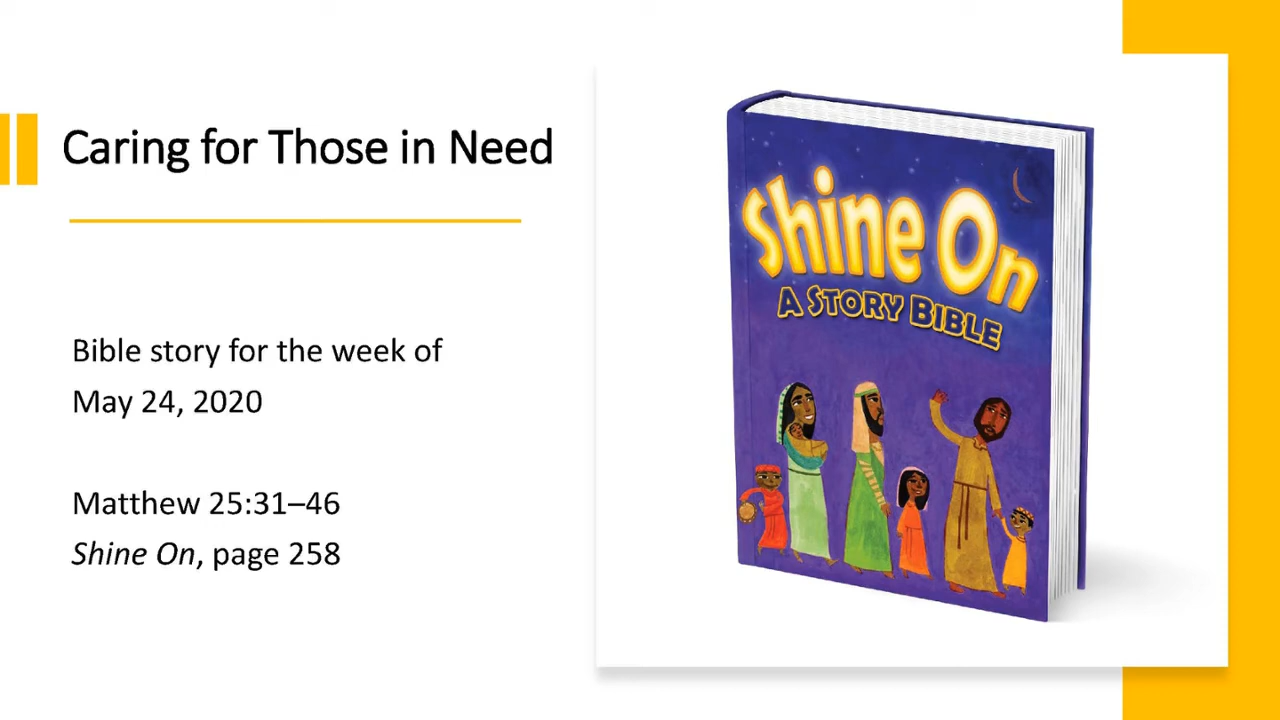 Caring for Those in Need
Bible story for the week of
May 24, 2020
Matthew 25:31–46
Shine On, page 258
Shine On
A Story Bible